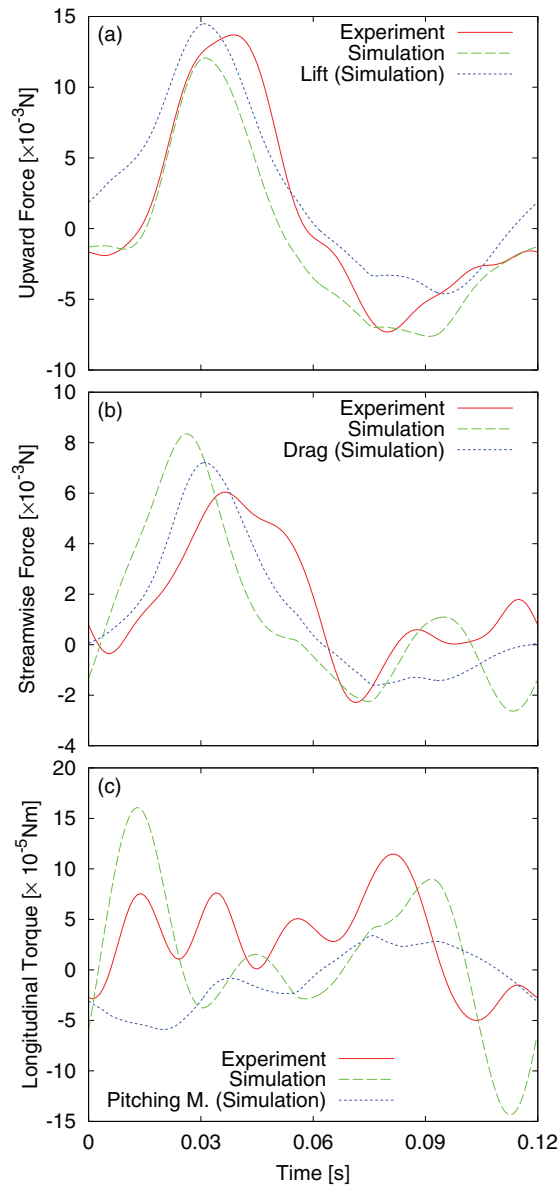 (a)
Experiment
Simulation
Lift (Simulation)
15
10
5
0
-5
-10
Upward Force [×10⁻³N]
(b)
Experiment
Simulation
Drag (Simulation)
10
8
6
4
2
0
-2
-4
Streamwise Force [×10⁻³N]
(c)
20
15
10
5
0
-5
-10
-15
Longitudinal Torque [× 10⁻⁵Nm]
Experiment
Simulation
Pitching M. (Simulation)
0 0.03 0.06 0.09 0.12
Time [s]